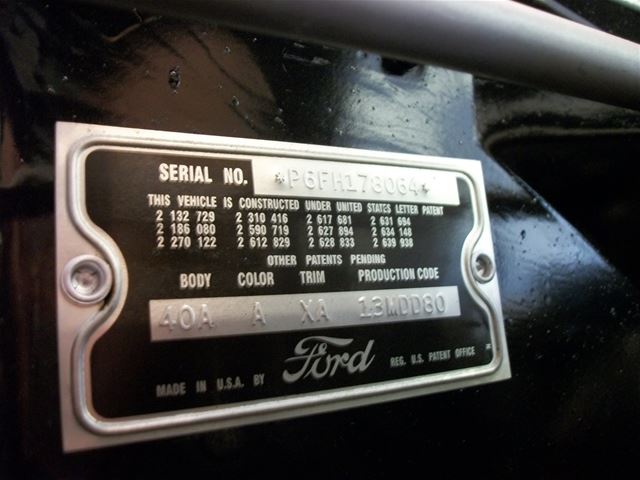 SERIAL NO. *P6FH178064*
THIS VEHICLE IS CONSTRUCTED UNDER UNITED STATES LETTER PATENT
2 132 729 2 310 416 2 617 681 2 631 694
2 186 080 2 590 719 2 627 894 2 634 148
2 270 122 2 612 829 2 628 833 2 639 938
OTHER PATENTS PENDING
BODY COLOR TRIM PRODUCTION CODE
40A A XA 13MDD80
MADE IN U.S.A. BY Ford REG. U.S. PATENT OFFICE